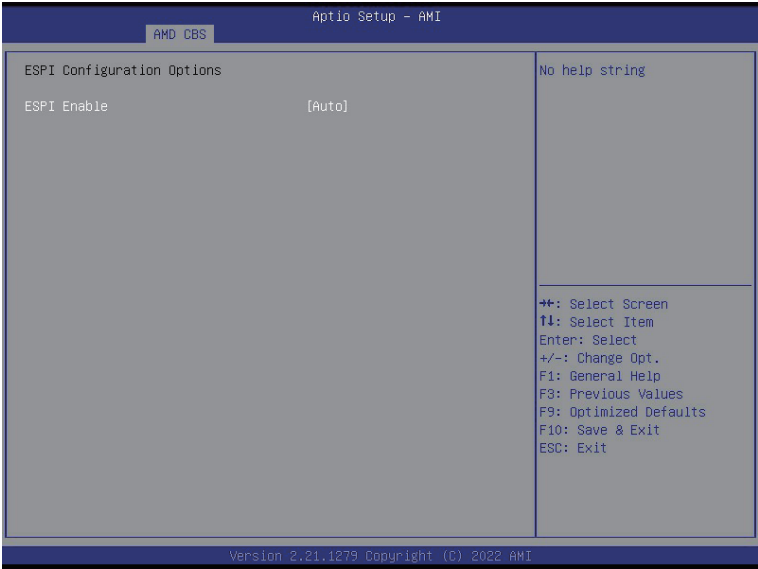 Aptio Setup – AMI
AMD CBS
ESPI Configuration Options
ESPI Enable [Auto]
No help string
→←: Select Screen
↑↓: Select Item
Enter: Select
+/-: Change Opt.
F1: General Help
F3: Previous Values
F9: Optimized Defaults
F10: Save & Exit
ESC: Exit
Version 2.21.1279 Copyright (C) 2022 AMI